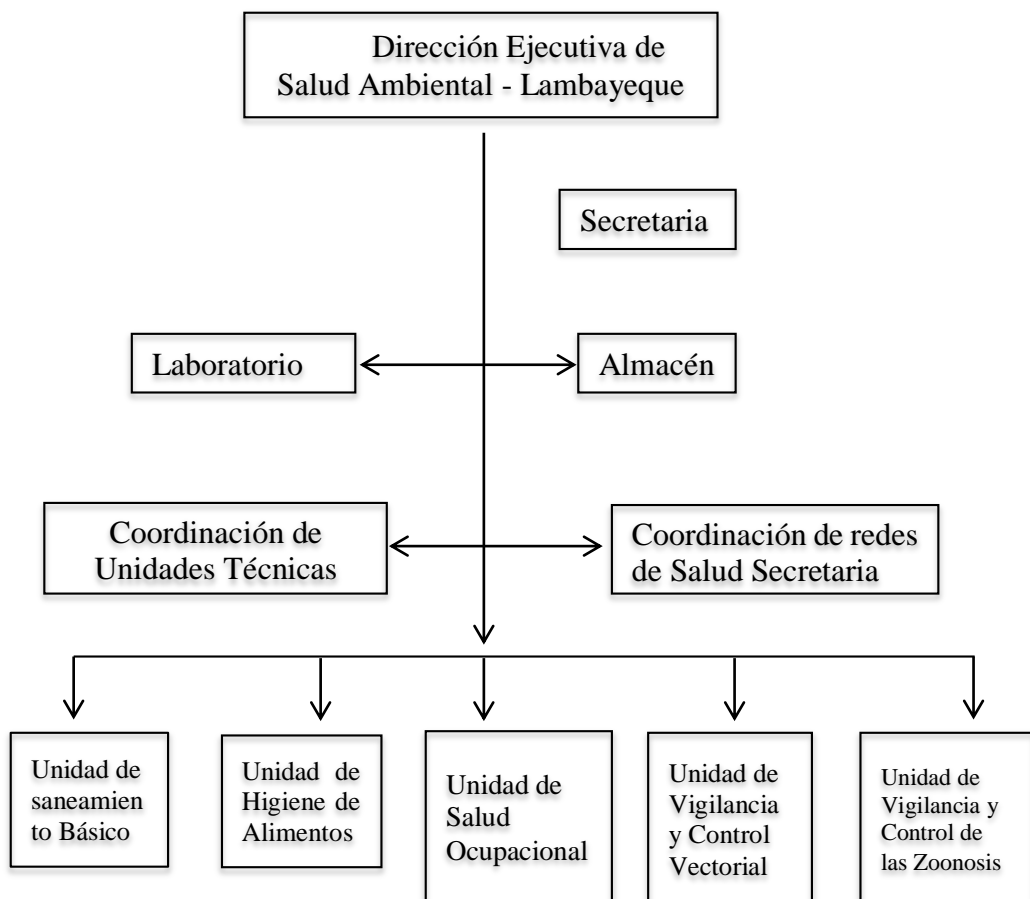 Dirección Ejecutiva de
Salud Ambiental - Lambayeque
Secretaria
Laboratorio
Almacén
Coordinación de
Unidades Técnicas
Coordinación de redes
de Salud Secretaria
Unidad de
saneamien
to Básico
Unidad de
Higiene de
Alimentos
Unidad de
Salud
Ocupacional
Unidad de
Vigilancia
y Control
Vectorial
Unidad de
Vigilancia y
Control de
las Zoonosis